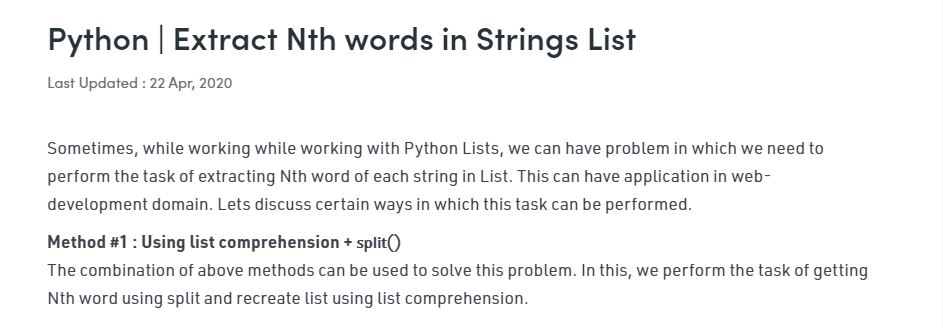 Python | Extract Nth words in Strings List
Last Updated : 22 Apr, 2020
Sometimes, while working while working with Python Lists, we can have problem in which we need to
perform the task of extracting Nth word of each string in List. This can have application in web-
development domain. Lets discuss certain ways in which this task can be performed.
Method #1 : Using list comprehension + split()
The combination of above methods can be used to solve this problem. In this, we perform the task of getting
Nth word using split and recreate list using list comprehension.